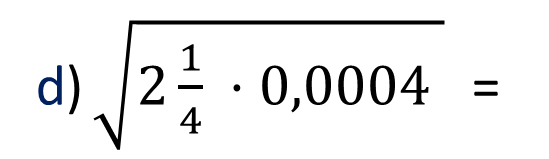 d) √(2 1/4 · 0,0004) =